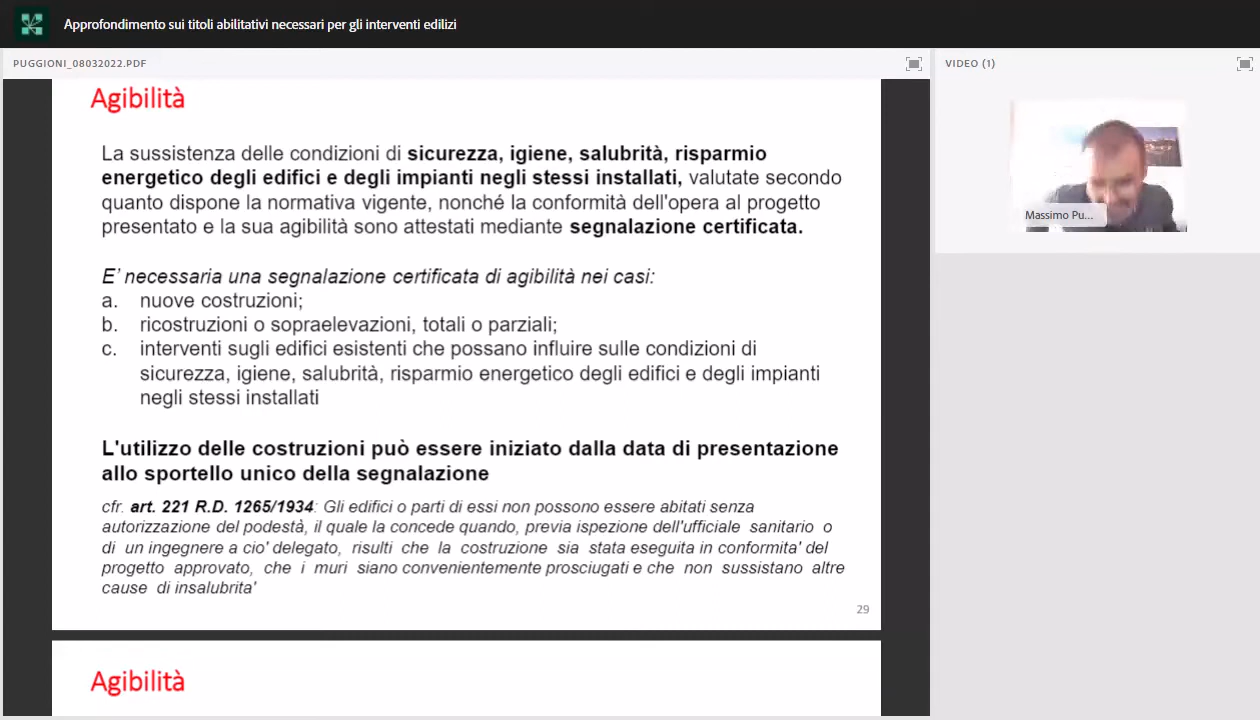 Approfondimento sui titoli abilitativi necessari per gli interventi edilizi
PUGGIONI_08032022.PDF
VIDEO (1)
Agibilità
La sussistenza delle condizioni di sicurezza, igiene, salubrità, risparmio
energetico degli edifici e degli impianti negli stessi installati, valutate secondo
quanto dispone la normativa vigente, nonché la conformità dell'opera al progetto
presentato e la sua agibilità sono attestati mediante segnalazione certificata.
E' necessaria una segnalazione certificata di agibilità nei casi:
a. nuove costruzioni;
b. ricostruzioni o sopraelevazioni, totali o parziali;
c. interventi sugli edifici esistenti che possano influire sulle condizioni di
sicurezza, igiene, salubrità, risparmio energetico degli edifici e degli impianti
negli stessi installati
L'utilizzo delle costruzioni può essere iniziato dalla data di presentazione
allo sportello unico della segnalazione
cfr. art. 221 R.D. 1265/1934: Gli edifici o parti di essi non possono essere abitati senza
autorizzazione del podestà, il quale la concede quando, previa ispezione dell'ufficiale sanitario o
di un ingegnere a cio' delegato, risulti che la costruzione sia stata eseguita in conformita' del
progetto approvato, che i muri siano convenientemente prosciugati e che non sussistano altre
cause di insalubrita'
29
Agibilità
Massimo Pu...